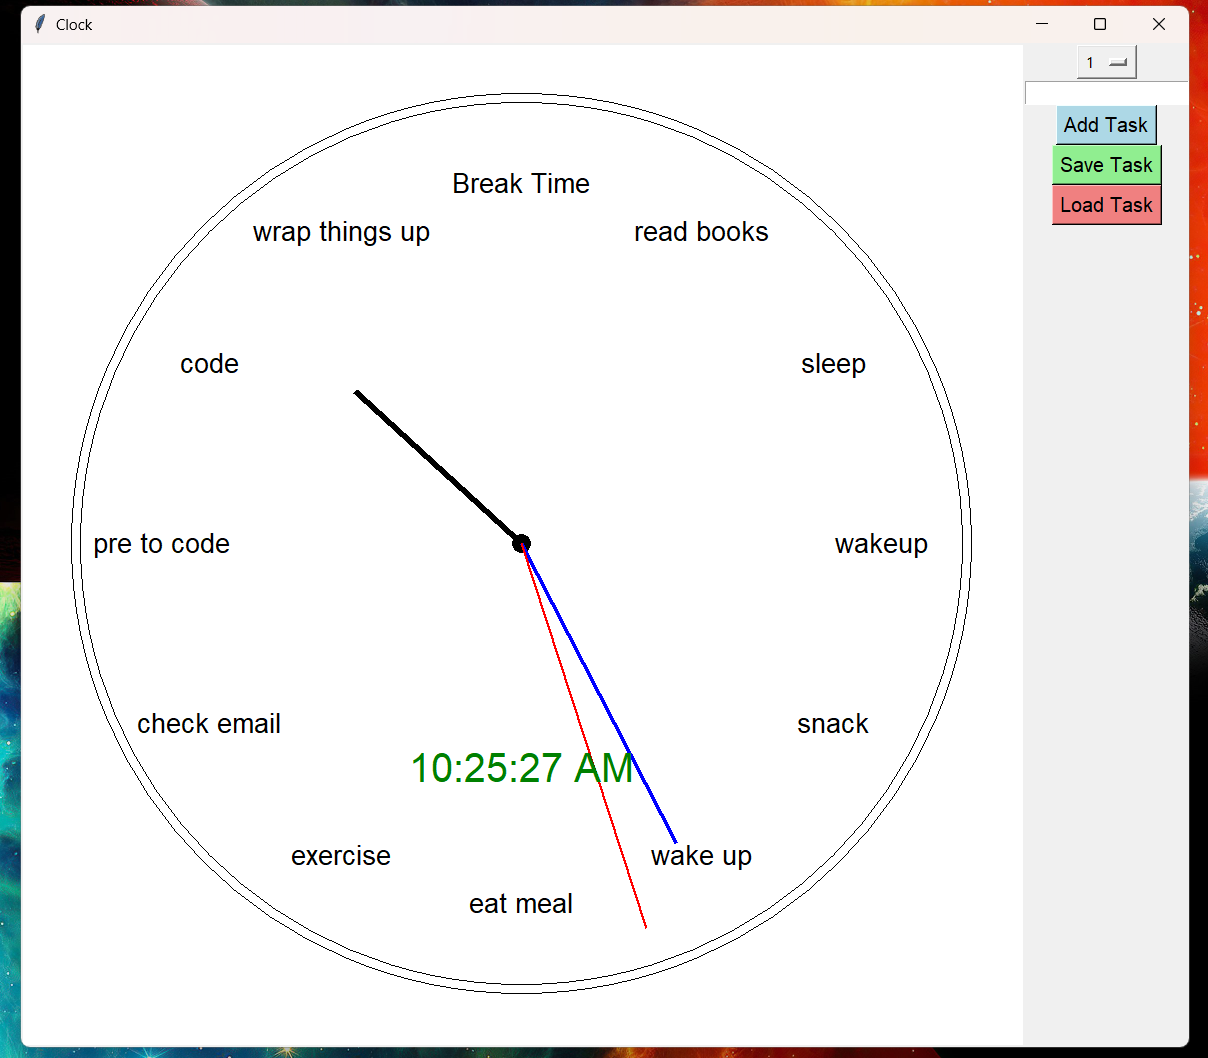 Clock
1
Add Task
Save Task
Load Task
Break Time
wrap things up
read books
code
sleep
pre to code
wakeup
check email
snack
10:25:27 AM
exercise
wake up
eat meal